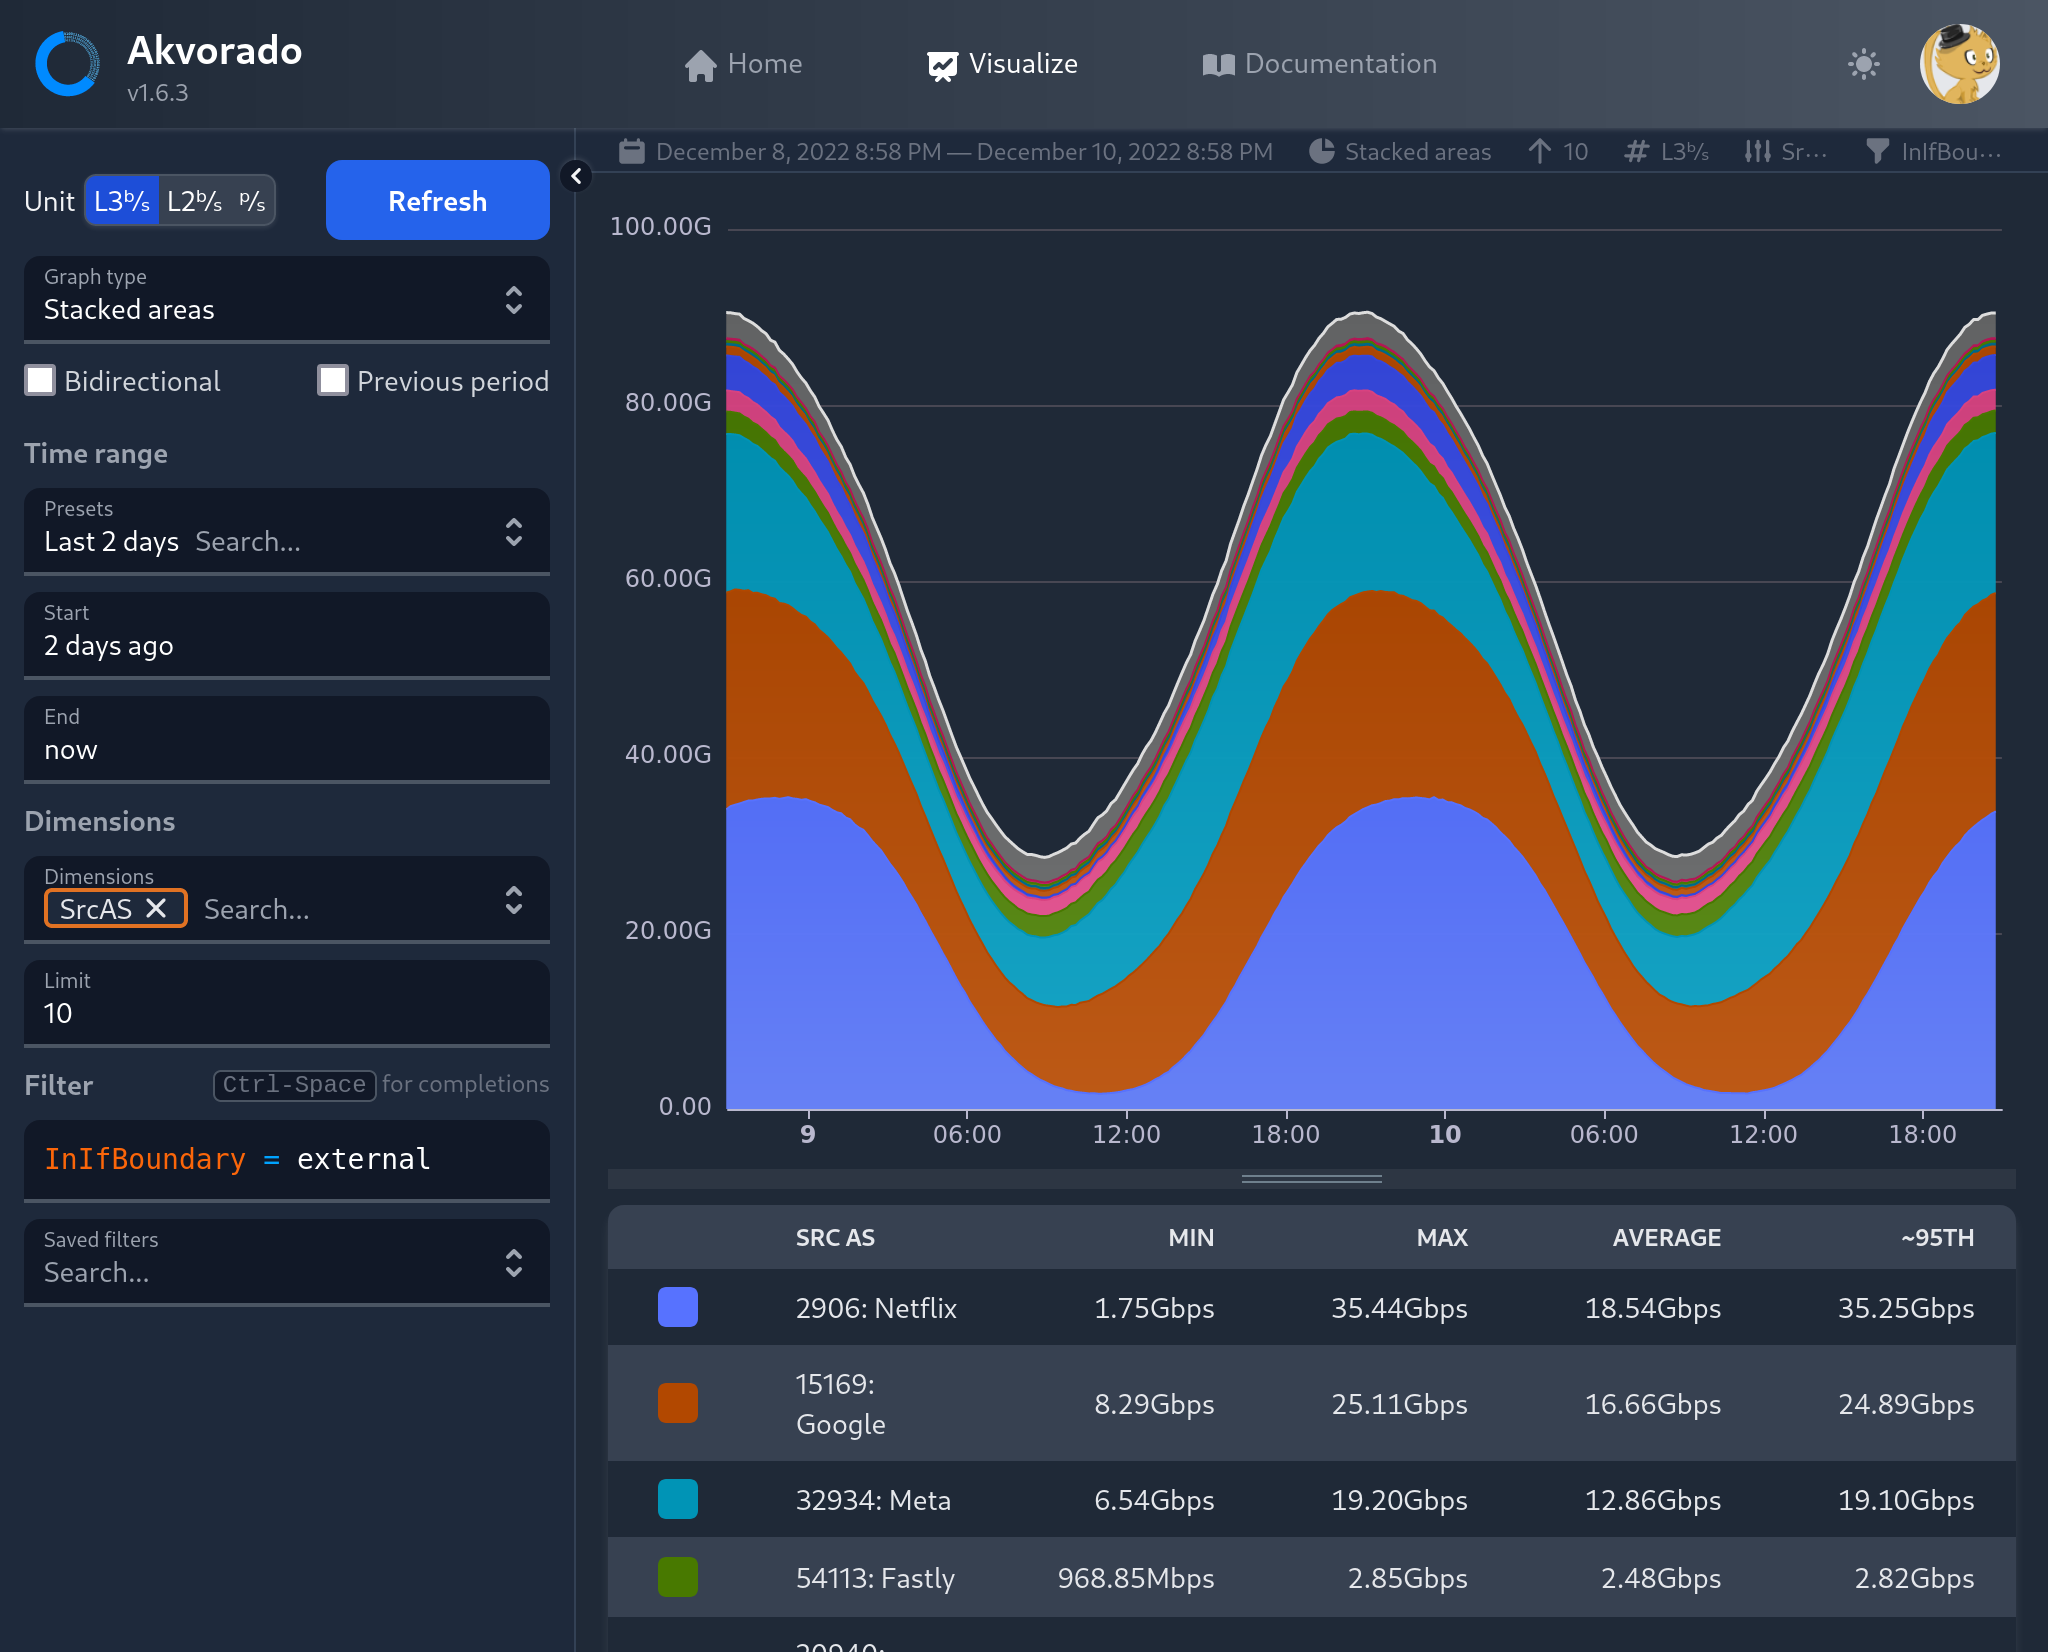 Akvorado
v1.6.3
Home
Visualize
Documentation
Unit L3ᵇ/ₛ L2ᵇ/ₛ ᵖ/ₛ
Refresh
Graph type
Stacked areas
Bidirectional
Previous period
Time range
Presets
Last 2 days Search...
Start
2 days ago
End
now
Dimensions
Dimensions
SrcAS Search...
Limit
10
Filter Ctrl-Space for completions
InIfBoundary = external
Saved filters
Search...
December 8, 2022 8:58 PM — December 10, 2022 8:58 PM Stacked areas 10 L3ᵇ/ₛ Sr... InIfBou...
100.00G
80.00G
60.00G
40.00G
20.00G
0.00
9 06:00 12:00 18:00 10 06:00 12:00 18:00
SRC AS MIN MAX AVERAGE ~95TH
2906: Netflix 1.75Gbps 35.44Gbps 18.54Gbps 35.25Gbps
15169:
Google 8.29Gbps 25.11Gbps 16.66Gbps 24.89Gbps
32934: Meta 6.54Gbps 19.20Gbps 12.86Gbps 19.10Gbps
54113: Fastly 968.85Mbps 2.85Gbps 2.48Gbps 2.82Gbps